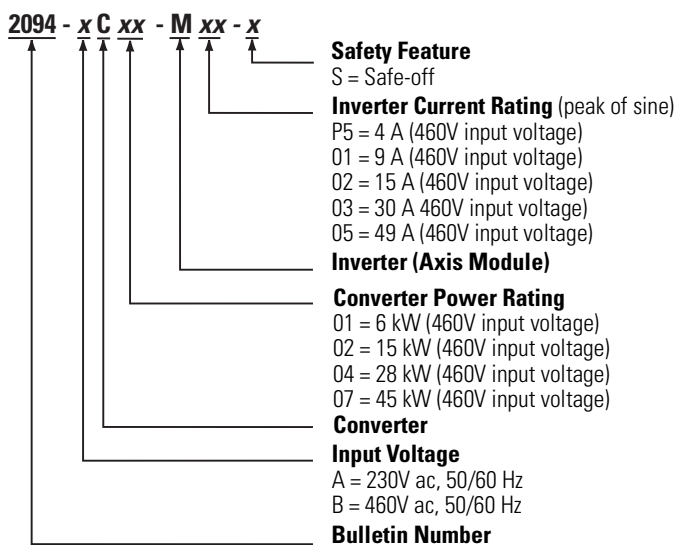 2094 - x C xx - M xx - x
Safety Feature
S = Safe-off
Inverter Current Rating (peak of sine)
P5 = 4 A (460V input voltage)
01 = 9 A (460V input voltage)
02 = 15 A (460V input voltage)
03 = 30 A 460V input voltage)
05 = 49 A (460V input voltage)
Inverter (Axis Module)
Converter Power Rating
01 = 6 kW (460V input voltage)
02 = 15 kW (460V input voltage)
04 = 28 kW (460V input voltage)
07 = 45 kW (460V input voltage)
Converter
Input Voltage
A = 230V ac, 50/60 Hz
B = 460V ac, 50/60 Hz
Bulletin Number